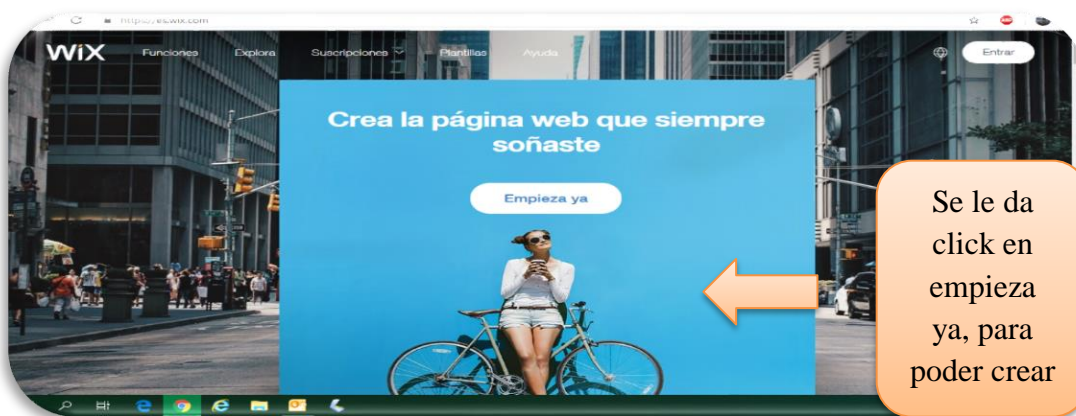 https://es.wix.com
WiX Funciones Explora Suscripciones Plantillas Ayuda Entrar
Crea la página web que siempre
soñaste
Empieza ya
Se le da
click en
empieza
ya, para
poder crear